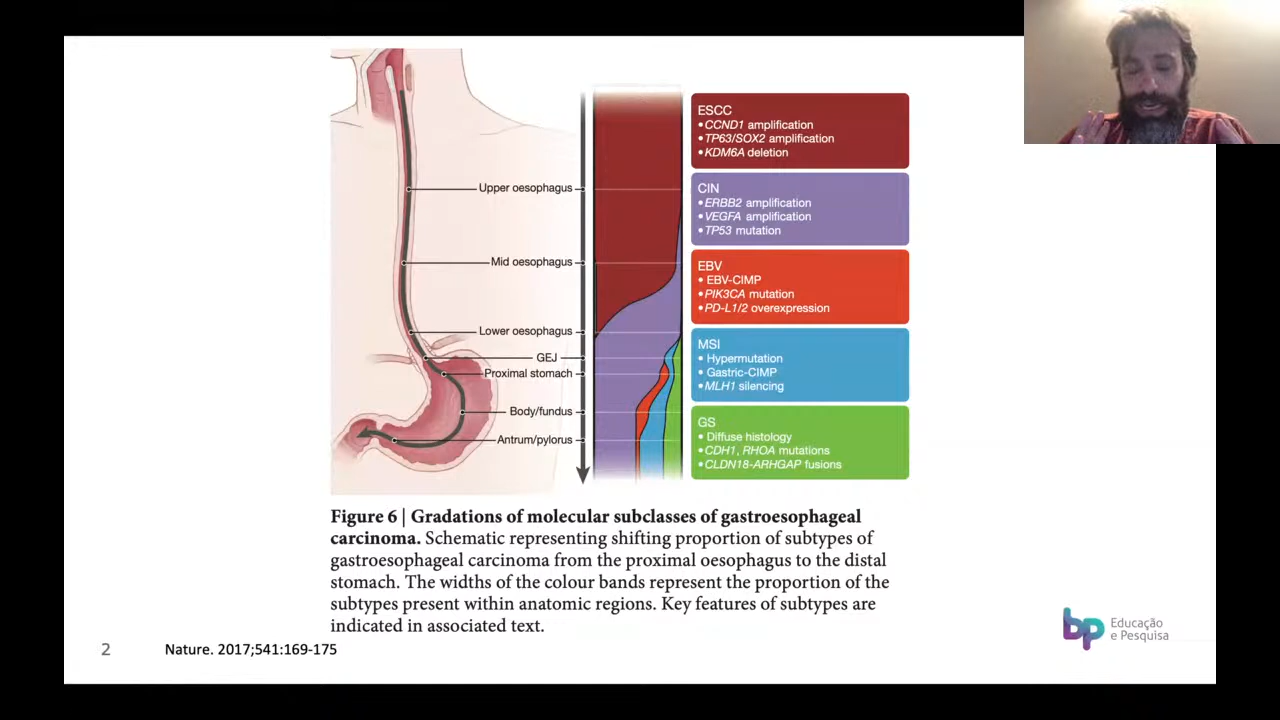 ESCC
• CCND1 amplification
• TP63/SOX2 amplification
• KDM6A deletion
CIN
• ERBB2 amplification
• VEGFA amplification
• TP53 mutation
EBV
• EBV-CIMP
• PIK3CA mutation
• PD-L1/2 overexpression
MSI
• Hypermutation
• Gastric-CIMP
• MLH1 silencing
GS
• Diffuse histology
• CDH1, RHOA mutations
• CLDN18-ARHGAP fusions
Upper oesophagus
Mid oesophagus
Lower oesophagus
GEJ
Proximal stomach
Body/fundus
Antrum/pylorus
Figure 6 | Gradations of molecular subclasses of gastroesophageal
carcinoma. Schematic representing shifting proportion of subtypes of
gastroesophageal carcinoma from the proximal oesophagus to the distal
stomach. The widths of the colour bands represent the proportion of the
subtypes present within anatomic regions. Key features of subtypes are
indicated in associated text.
2
Nature. 2017;541:169-175
bp Educação
e Pesquisa